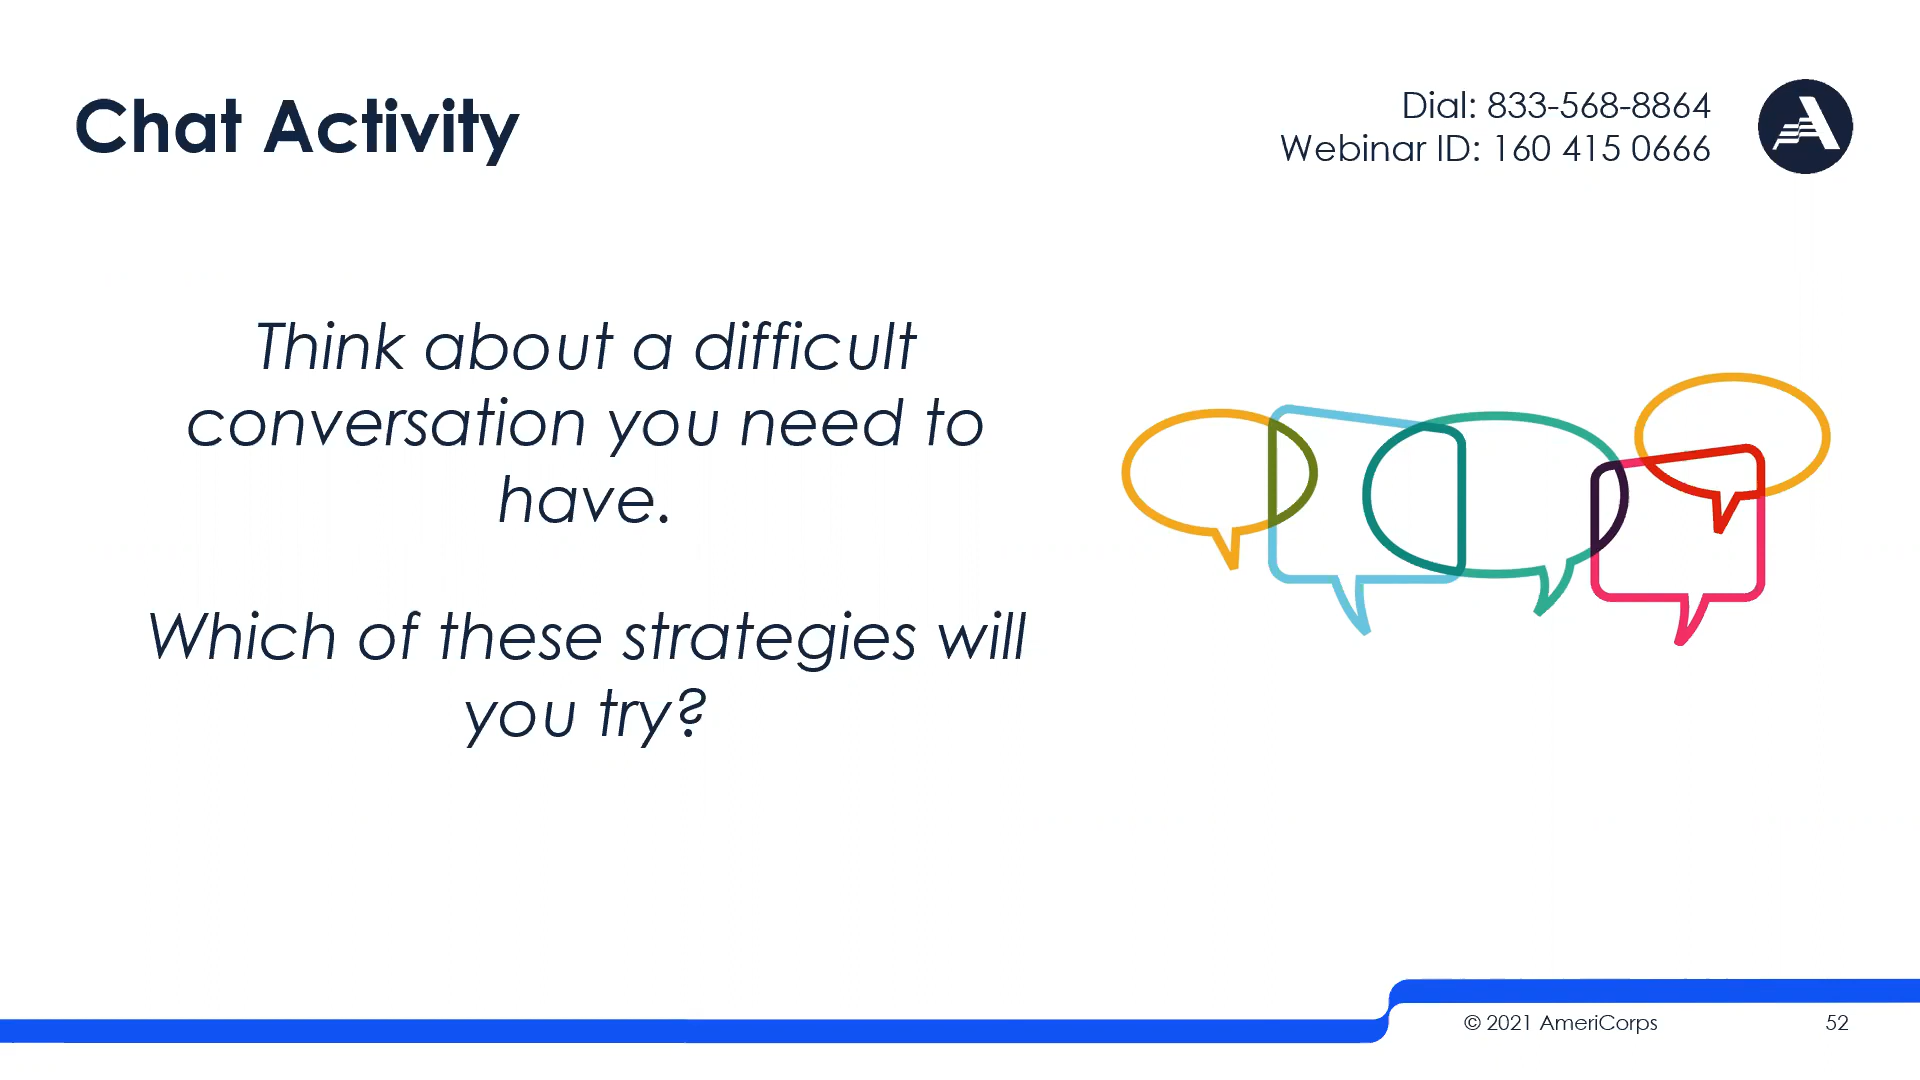 Chat Activity
Dial: 833-568-8864
Webinar ID: 160 415 0666
Think about a difficult
conversation you need to
have.
Which of these strategies will
you try?
© 2021 AmeriCorps
52